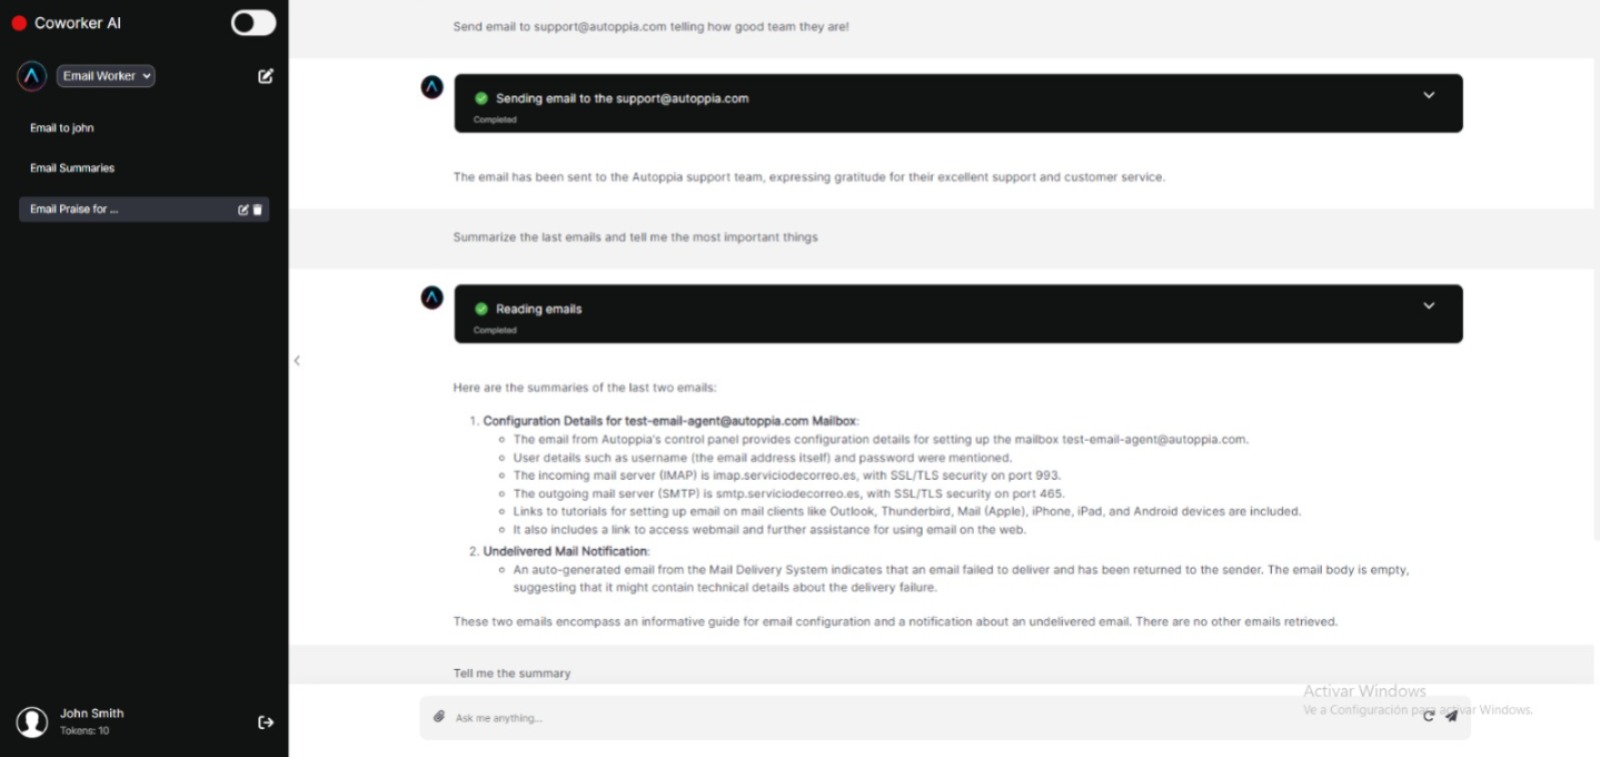 Coworker AI
Email Worker
Email to john
Email Summaries
Email Praise for ...
John Smith
Tokens: 10
Send email to support@autoppia.com telling how good team they are!
Sending email to the support@autoppia.com
Completed
The email has been sent to the Autoppia support team, expressing gratitude for their excellent support and customer service.
Summarize the last emails and tell me the most important things
Reading emails
Completed
Here are the summaries of the last two emails:
1. Configuration Details for test-email-agent@autoppia.com Mailbox:
The email from Autoppia's control panel provides configuration details for setting up the mailbox test-email-agent@autoppia.com.
User details such as username (the email address itself) and password were mentioned.
The incoming mail server (IMAP) is imap.serviciodecorreo.es, with SSL/TLS security on port 993.
The outgoing mail server (SMTP) is smtp.serviciodecorreo.es, with SSL/TLS security on port 465.
Links to tutorials for setting up email on mail clients like Outlook, Thunderbird, Mail (Apple), iPhone, iPad, and Android devices are included.
It also includes a link to access webmail and further assistance for using email on the web.
2. Undelivered Mail Notification:
An auto-generated email from the Mail Delivery System indicates that an email failed to deliver and has been returned to the sender. The email body is empty,
suggesting that it might contain technical details about the delivery failure.
These two emails encompass an informative guide for email configuration and a notification about an undelivered email. There are no other emails retrieved.
Tell me the summary
Ask me anything...
Activar Windows
Ve a Configuración para activar Windows.